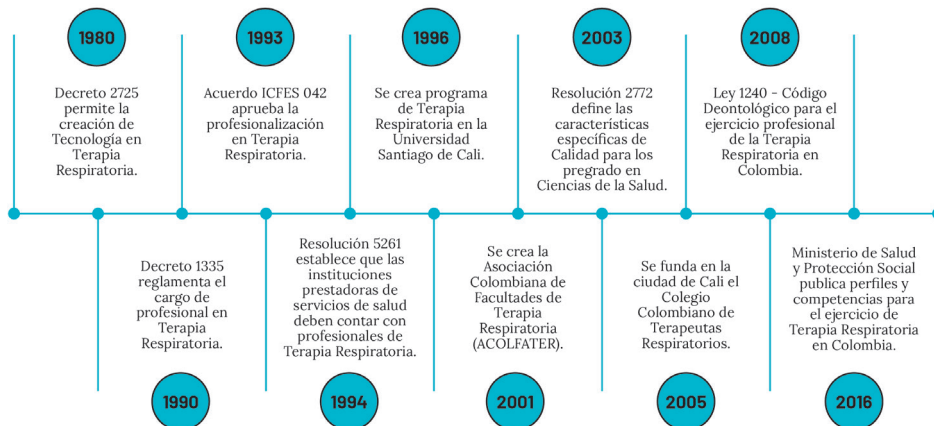 1980
Decreto 2725
permite la
creación de
Tecnología en
Terapia
Respiratoria.
1990
Decreto 1335
reglamenta el
cargo de
profesional en
Terapia
Respiratoria.
1993
Acuerdo ICFES 042
aprueba la
profesionalización
en Terapia
Respiratoria.
1994
Resolución 5261
establece que las
instituciones
prestadoras de
servicios de salud
deben contar con
profesionales de
Terapia Respiratoria.
1996
Se crea programa
de Terapia
Respiratoria en la
Universidad
Santiago de Cali.
2001
Se crea la
Asociación
Colombiana de
Facultades de
Terapia
Respiratoria
(ACOLFATER).
2003
Resolución 2772
define las
características
específicas de
Calidad para los
pregrado en
Ciencias de la Salud.
2005
Se funda en la
ciudad de Cali el
Colegio
Colombiano de
Terapeutas
Respiratorios.
2008
Ley 1240 - Código
Deontológico para el
ejercicio profesional
de la Terapia
Respiratoria en
Colombia.
2016
Ministerio de Salud
y Protección Social
publica perfiles y
competencias para
el ejercicio de
Terapia Respiratoria
en Colombia.